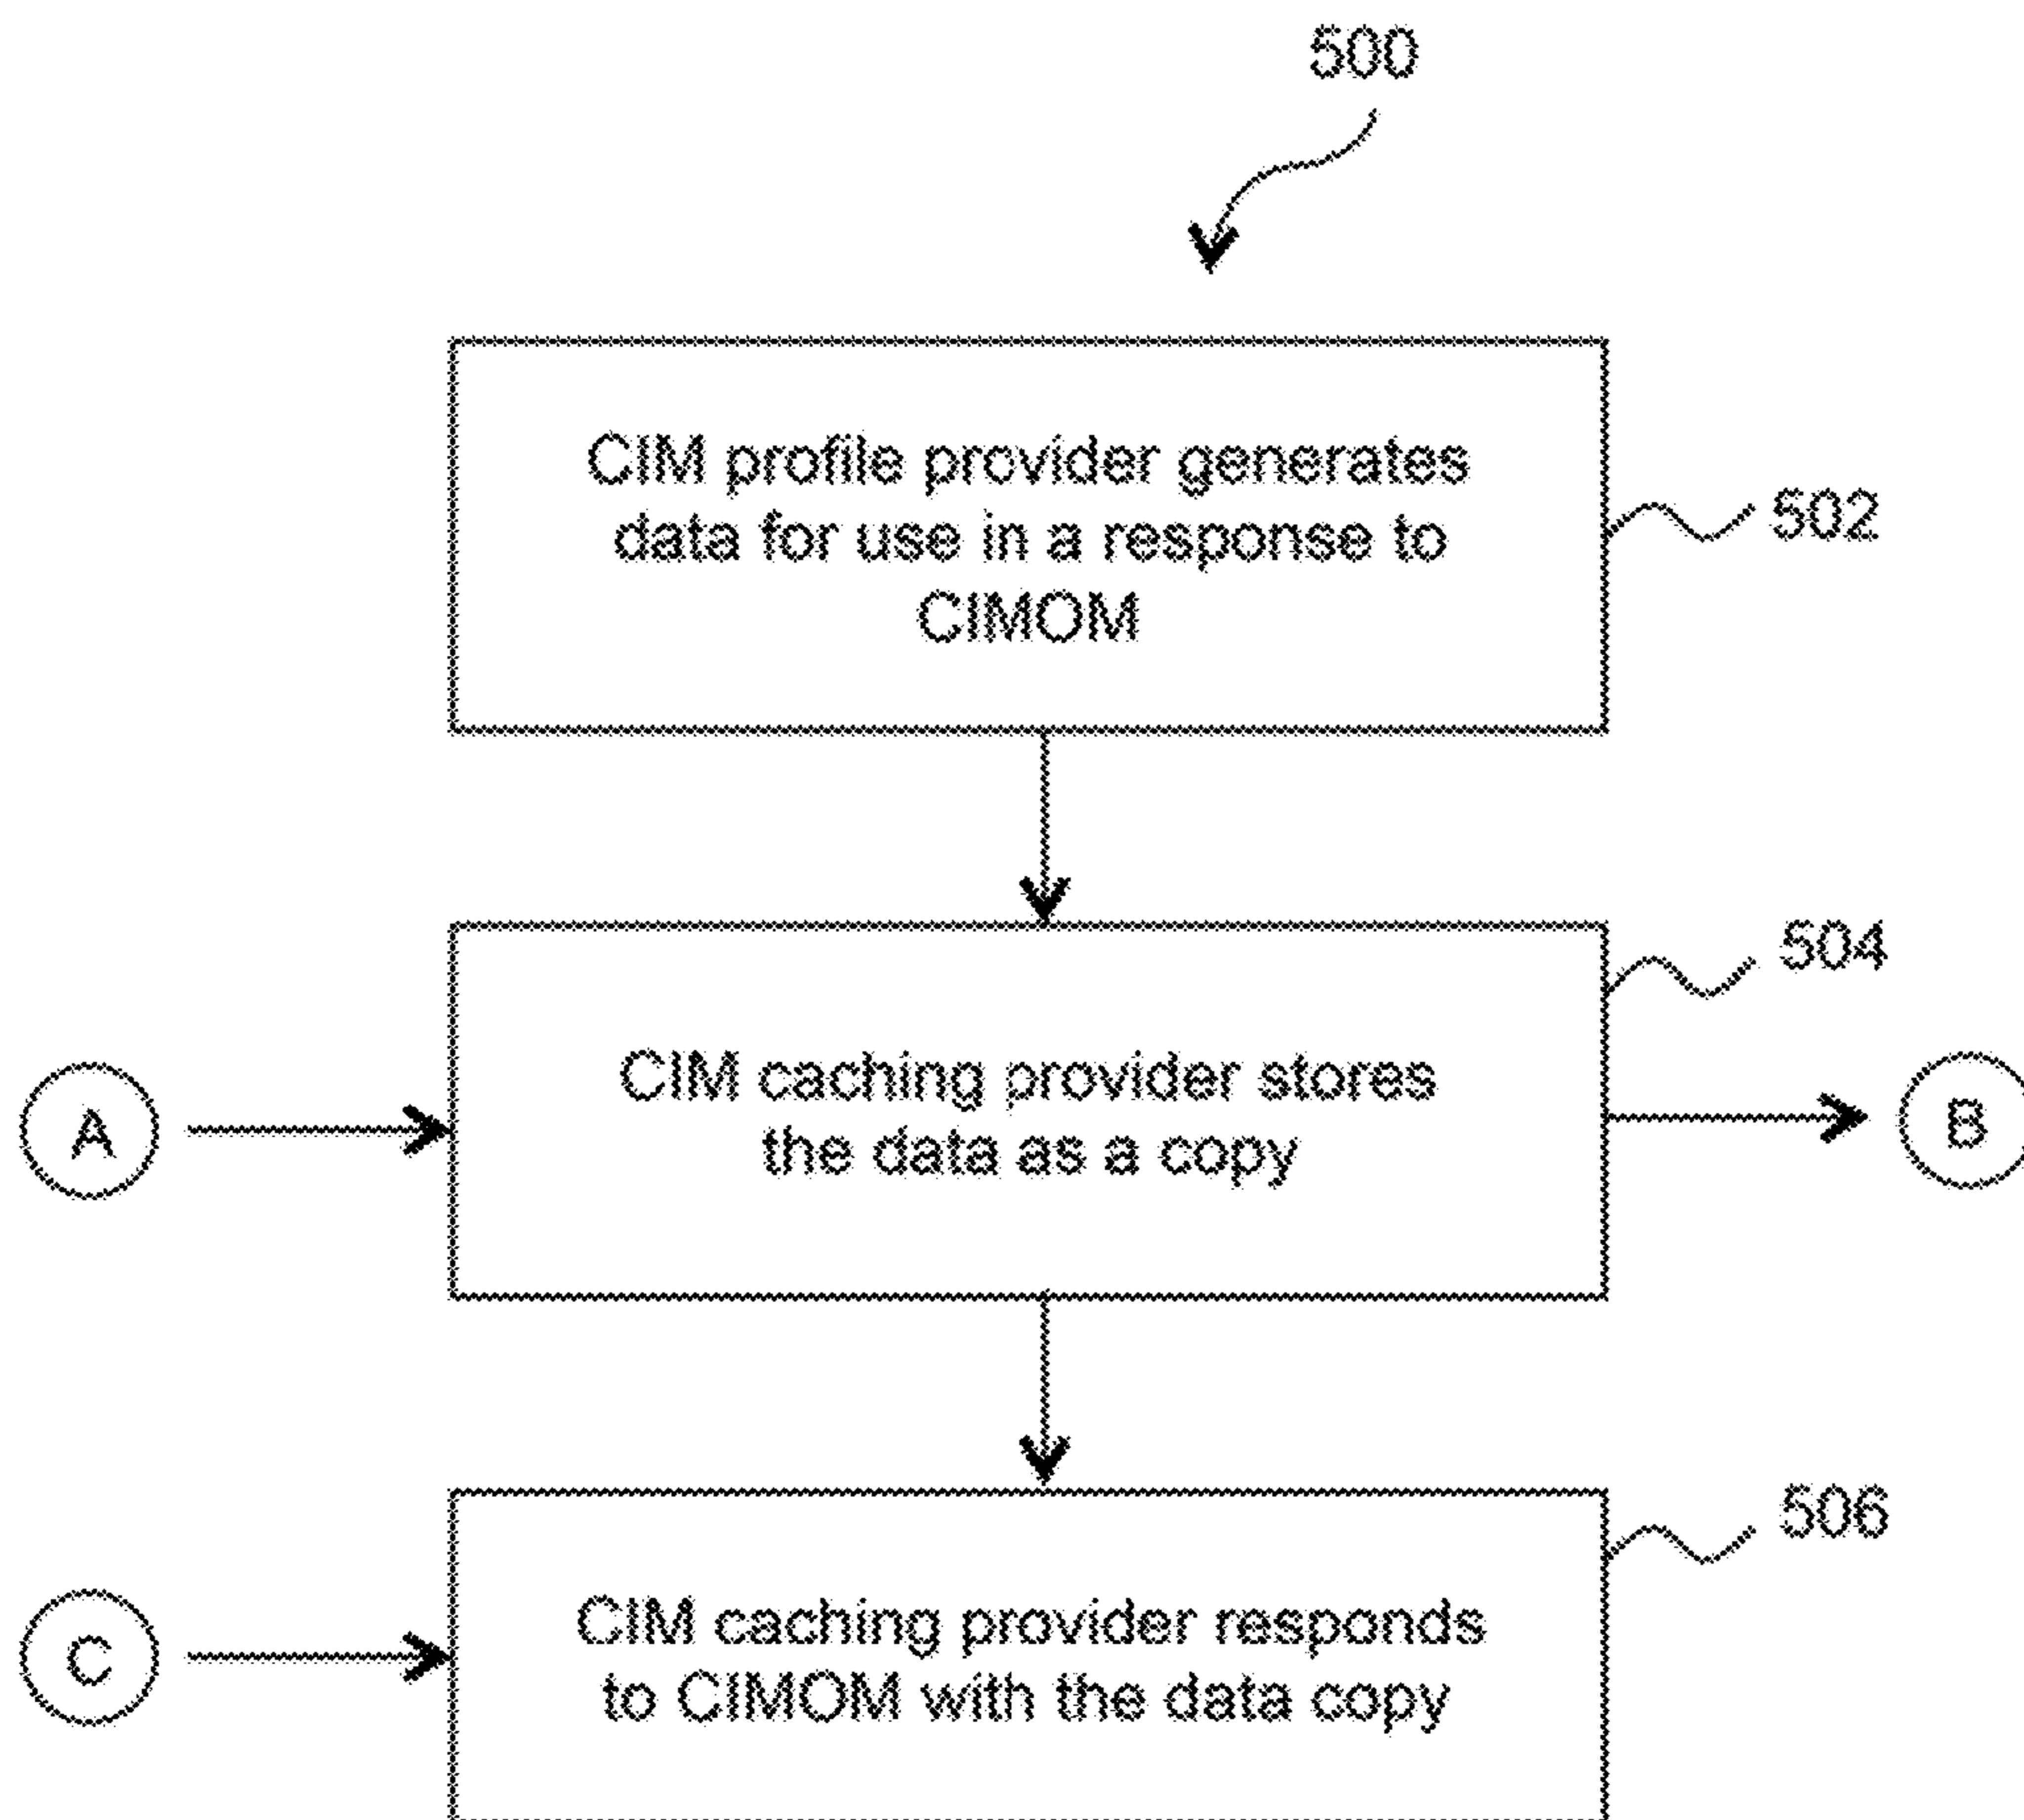 500
CIM profile provider generates
data for use in a response to
CIMOM
502
504
CIM caching provider stores
the data as a copy
A
B
506
CIM caching provider responds
to CIMOM with the data copy
C